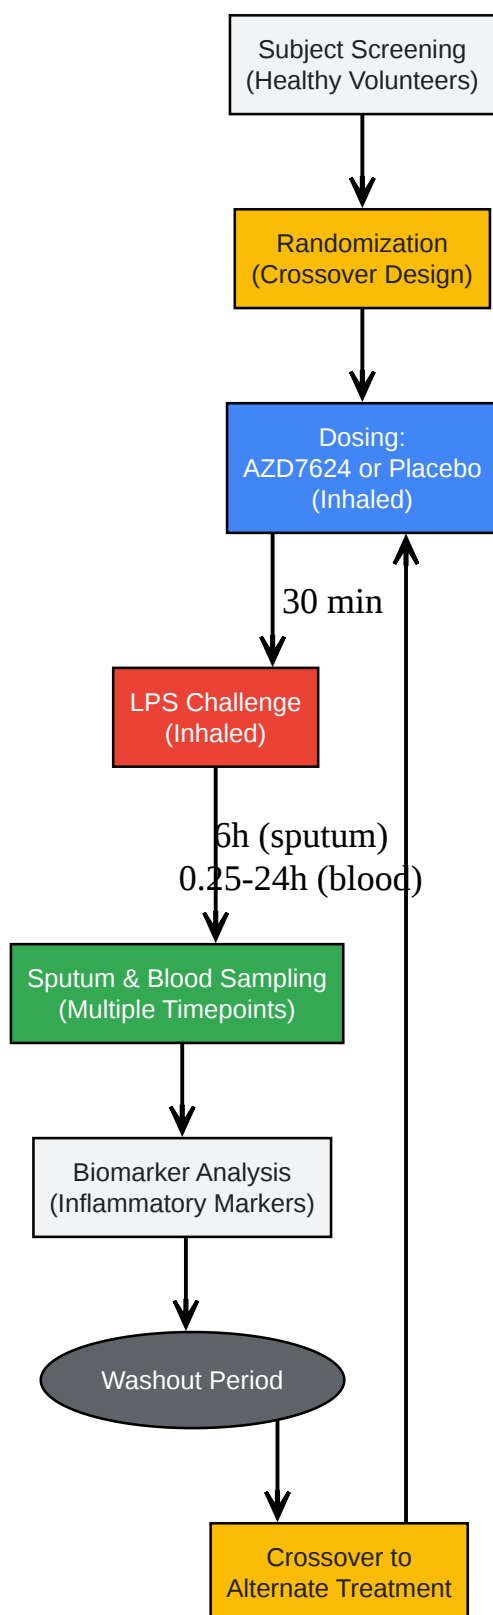 Subject Screening
(Healthy Volunteers)
Randomization
(Crossover Design)
Dosing:
AZD7624 or Placebo
(Inhaled)
30 min
LPS Challenge
(Inhaled)
6h (sputum)
0.25-24h (blood)
Sputum & Blood Sampling
(Multiple Timepoints)
Biomarker Analysis
(Inflammatory Markers)
Washout Period
Crossover to
Alternate Treatment